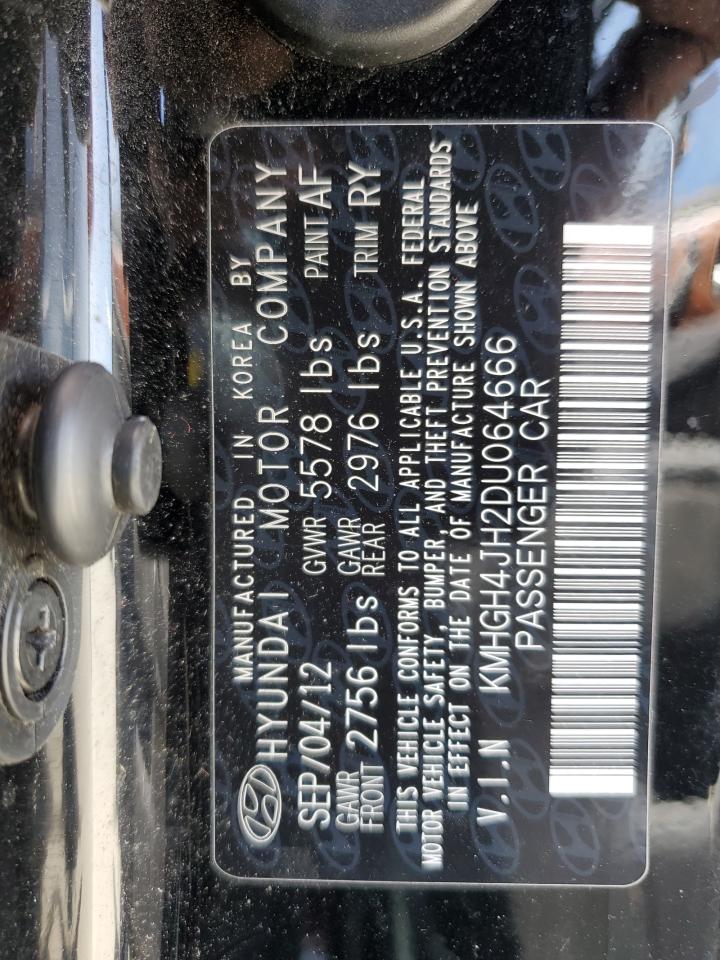 MANUFACTURED IN KOREA BY
HYUNDAI MOTOR COMPANY
SEP/04/12 GVWR 5578 lbs PAINT AF
GAWR FRONT 2756 lbs GAWR REAR 2976 lbs TRIM RY
THIS VEHICLE CONFORMS TO ALL APPLICABLE U.S.A. FEDERAL
MOTOR VEHICLE SAFETY, BUMPER, AND THEFT PREVENTION STANDARDS
IN EFFECT ON THE DATE OF MANUFACTURE SHOWN ABOVE
V.I.N KMHGH4JH2DU064666
PASSENGER CAR